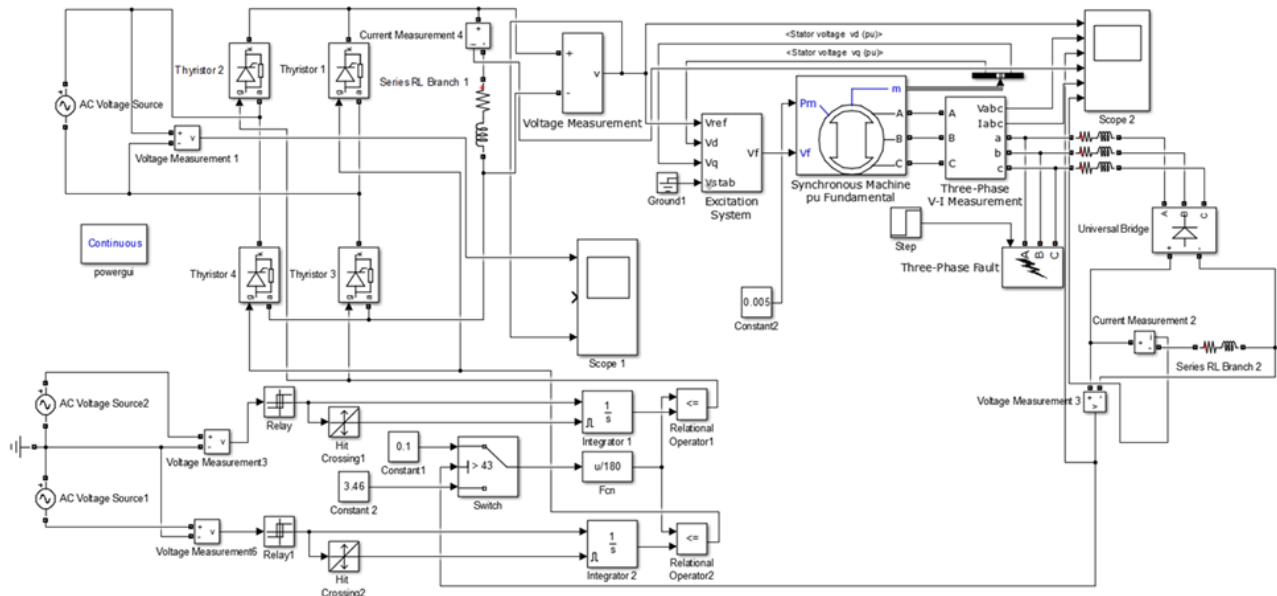 AC Voltage Source
Thyristor 2
Thyristor 1
Current Measurement 4
Series RL Branch 1
Voltage Measurement 1
+
-
v
Voltage Measurement
<Stator voltage vd (pu)>
<Stator voltage vq (pu)>
Vref
Vd
Vq
Vstab
Vf
Excitation
System
Ground1
Pm
Vf
m
A
B
C
Synchronous Machine
pu Fundamental
A
B
C
Vabc
Iabc
a
b
c
Three-Phase
V-I Measurement
Scope 2
Step
A
B
C
Three-Phase Fault
Universal Bridge
A
B
C
+
-
Continuous
powergui
Thyristor 4
Thyristor 3
Scope 1
0.005
Constant2
Current Measurement 2
Series RL Branch 2
Voltage Measurement 3
AC Voltage Source2
AC Voltage Source1
Voltage Measurement3
Voltage Measurement6
Relay
Hit
Crossing1
0.1
Constant1
3.46
Constant 2
> 43
Switch
1
s
Integrator 1
u/180
Fcn
<=
Relational
Operator1
Relay1
Hit
Crossing2
1
s
Integrator 2
<=
Relational
Operator2